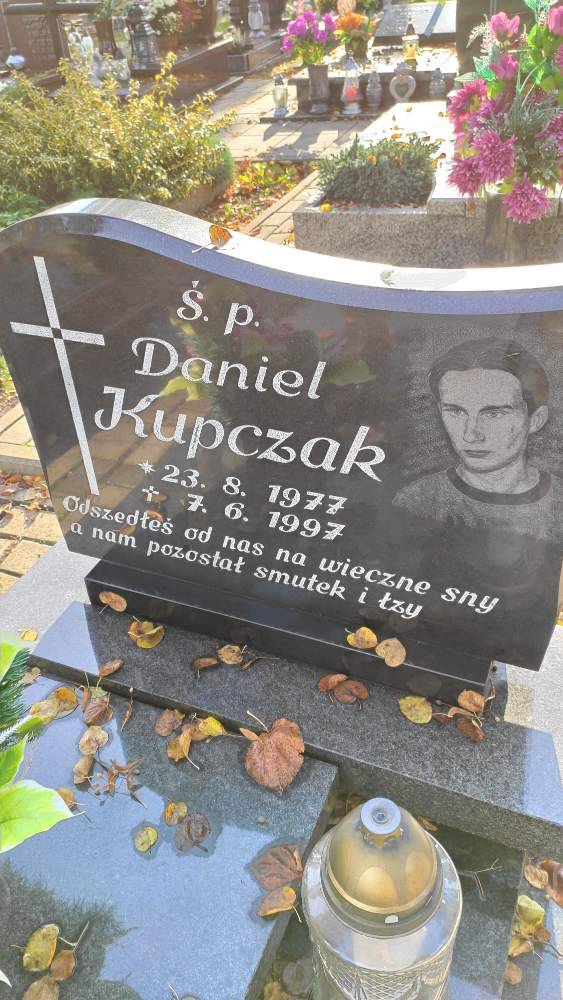 Ś. p.
Daniel
Kupczak
* 23. 8. 1977
✝ 7. 6. 1997
Odszedłeś od nas na wieczne sny
a nam pozostał smutek i łzy